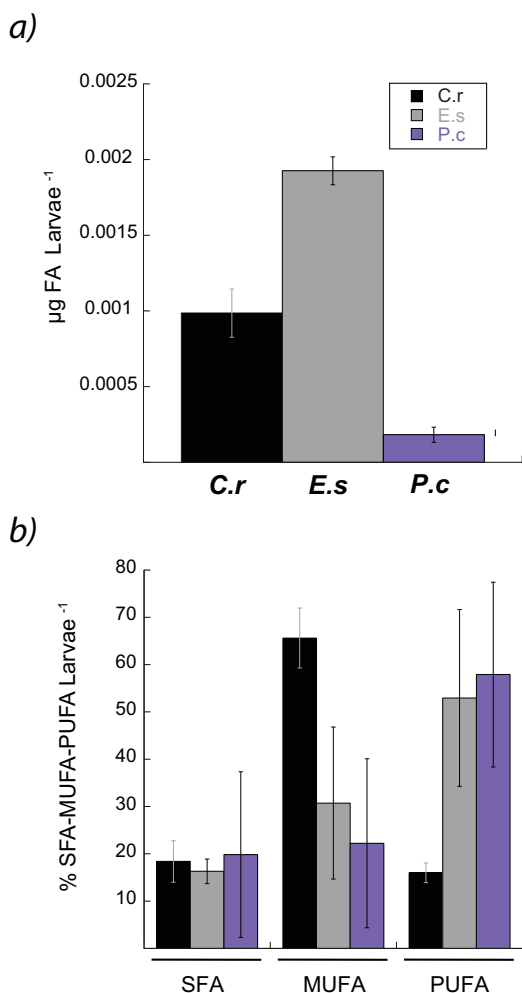 a)
0.0025
0.002
0.0015
0.001
0.0005
µg FA Larvae⁻¹
C.r
E.s
P.c
C.r E.s P.c
b)
80
70
60
50
40
30
20
10
% SFA-MUFA-PUFA Larvae⁻¹
SFA MUFA PUFA